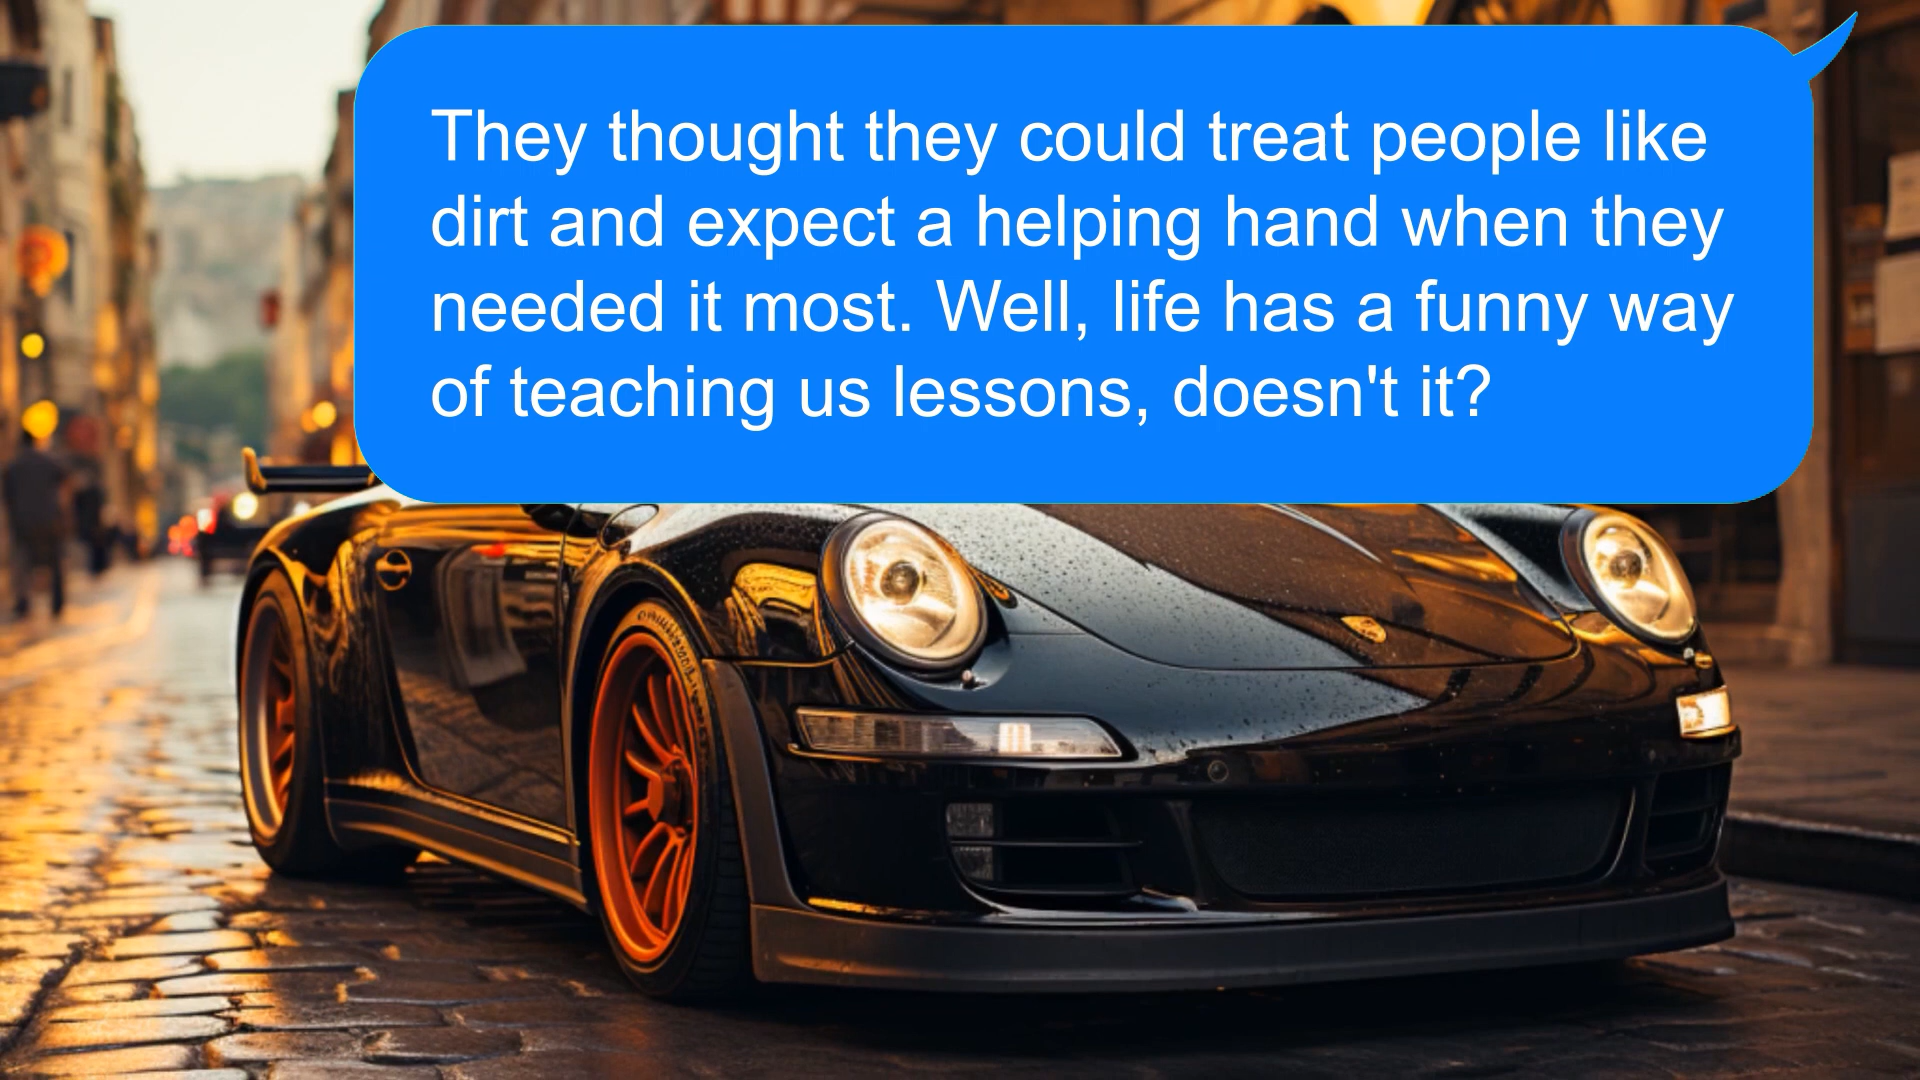 They thought they could treat people like
dirt and expect a helping hand when they
needed it most. Well, life has a funny way
of teaching us lessons, doesn't it?